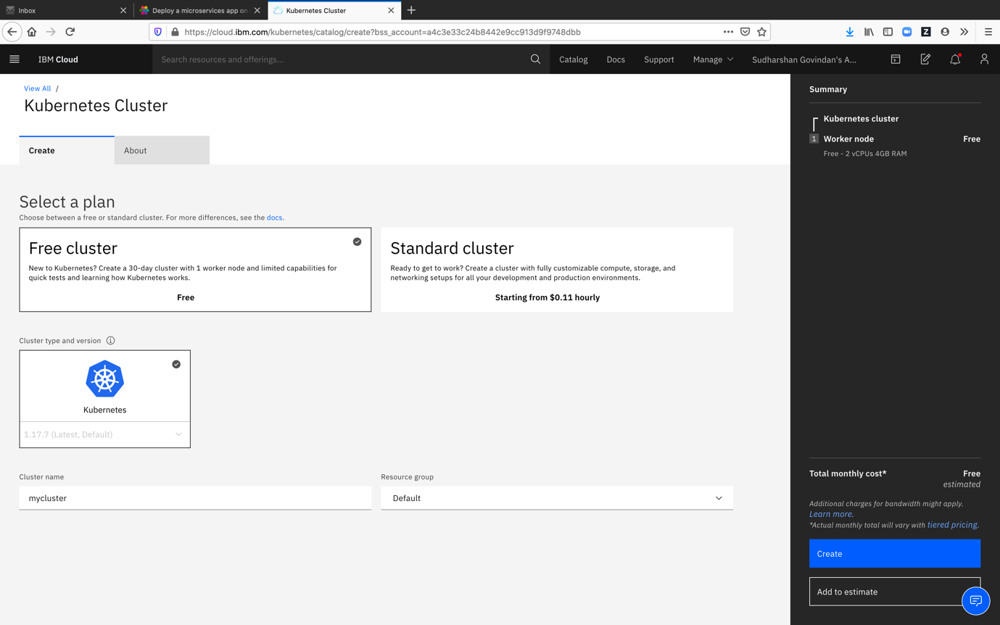 Inbox
Deploy a microservices app on
Kubernetes Cluster
https://cloud.ibm.com/kubernetes/catalog/create?bss_account=a4c3e33c24b8442e9cc913d9f9748dbb
Z
IBM Cloud
Search resources and offerings...
Catalog
Docs
Support
Manage
Sudharshan Govindan's A...
View All /
Kubernetes Cluster
Create
About
Select a plan
Choose between a free or standard cluster. For more differences, see the docs.
Free cluster
New to Kubernetes? Create a 30-day cluster with 1 worker node and limited capabilities for
quick tests and learning how Kubernetes works.
Free
Standard cluster
Ready to get to work? Create a cluster with fully customizable compute, storage, and
networking setups for all your development and production environments.
Starting from $0.11 hourly
Cluster type and version
Kubernetes
1.17.7 (Latest, Default)
Cluster name
mycluster
Resource group
Default
Summary
Kubernetes cluster
1 Worker node Free
Free - 2 vCPUs 4GB RAM
Total monthly cost* Free
estimated
Additional charges for bandwidth might apply.
Learn more.
*Actual monthly total will vary with tiered pricing.
Create
Add to estimate